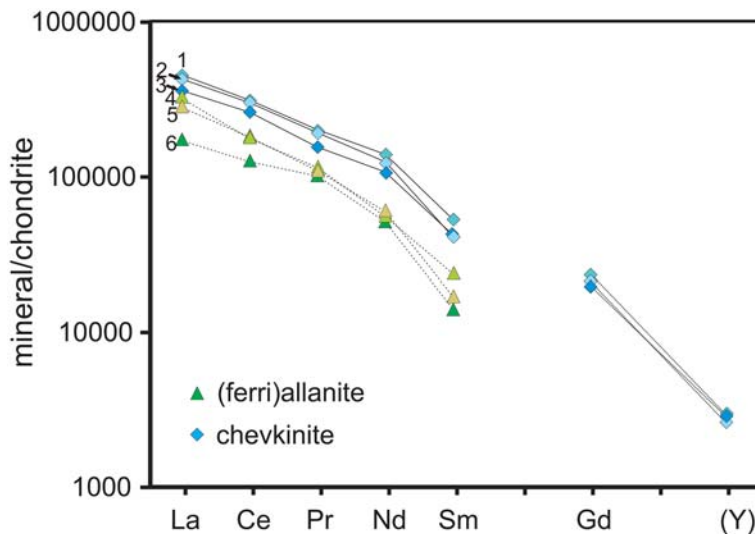 1000000
1
2
3
4
5
6
100000
mineral/chondrite
10000
(ferri)allanite
chevkinite
1000
La Ce Pr Nd Sm Gd (Y)